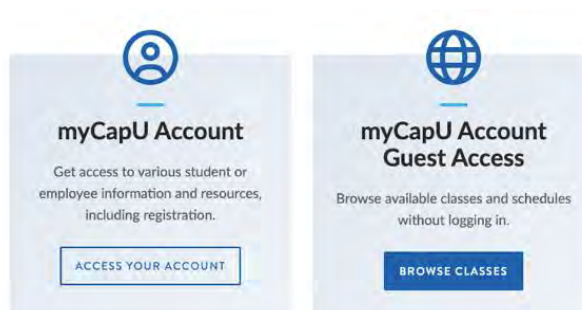 myCapU Account
Get access to various student or
employee information and resources,
including registration.
ACCESS YOUR ACCOUNT
myCapU Account
Guest Access
Browse available classes and schedules
without logging in.
BROWSE CLASSES